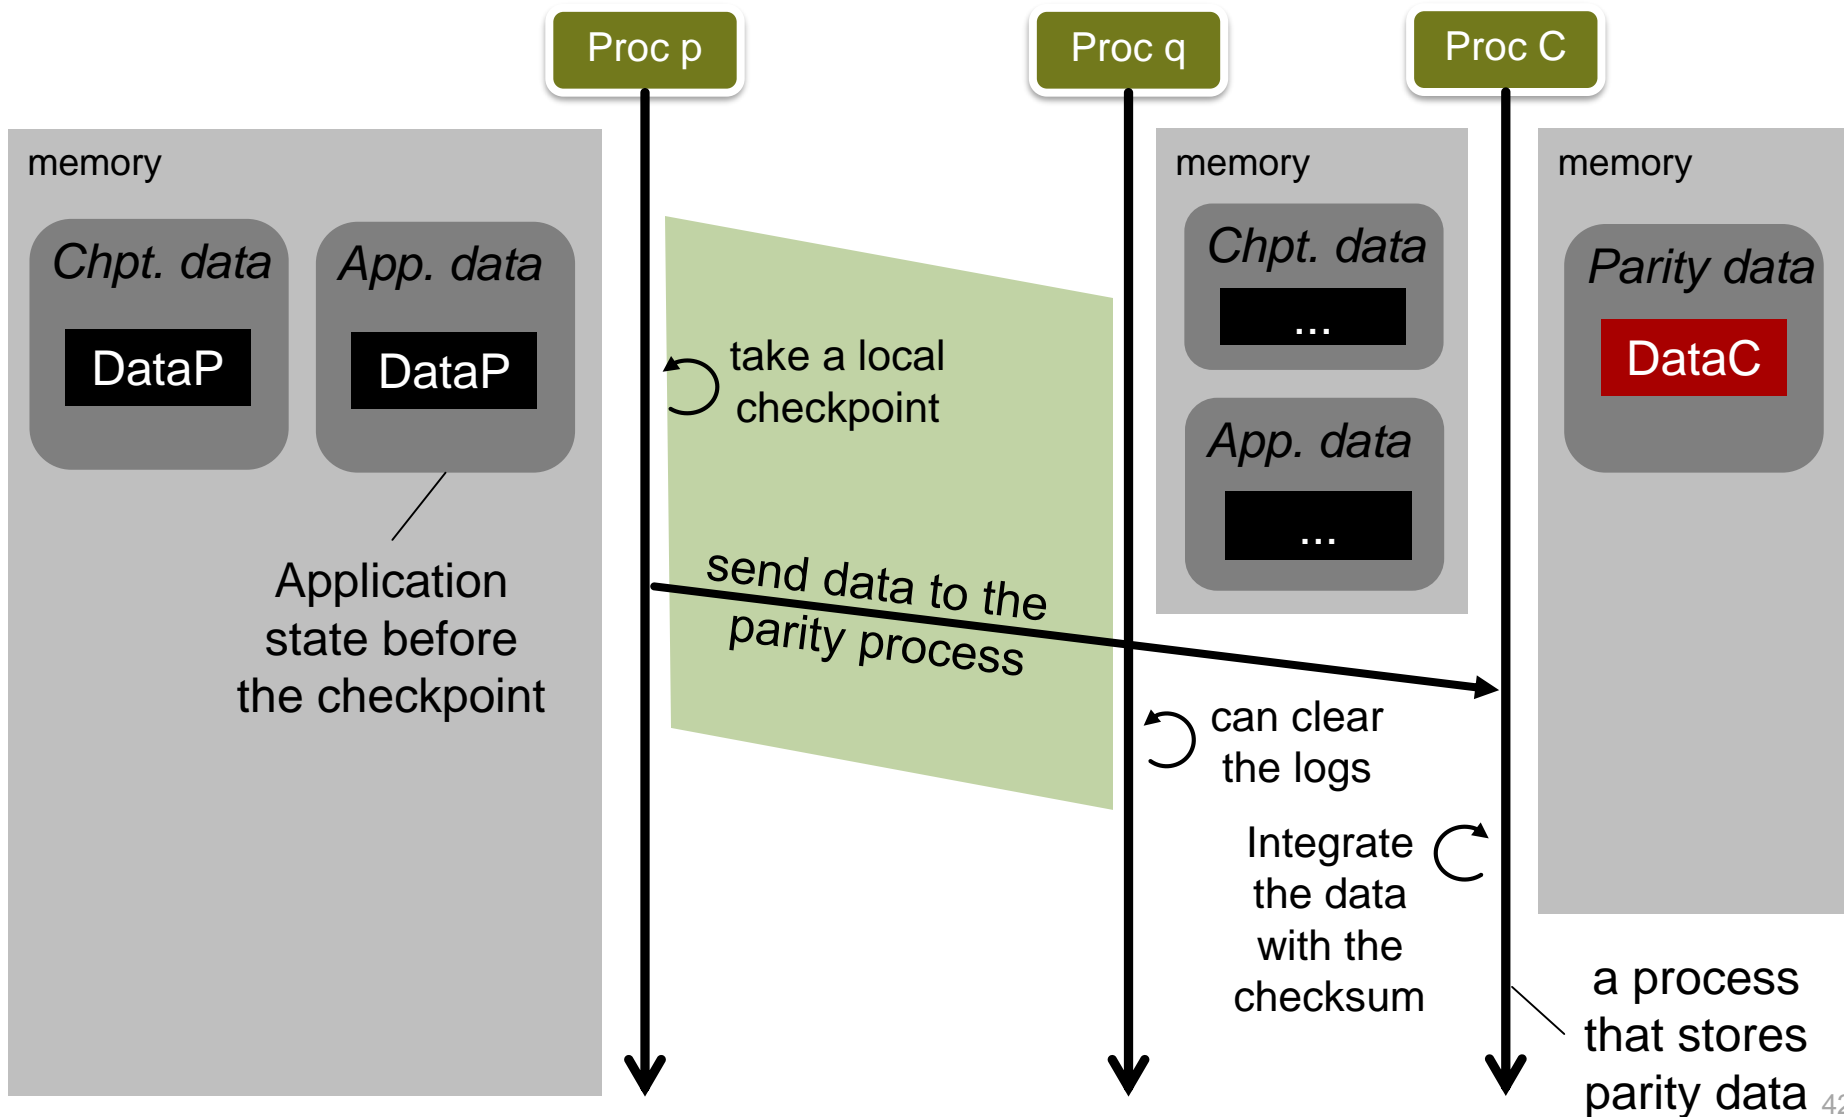 Proc p
Proc q
Proc C
memory
Chpt. data
DataP
App. data
DataP
Application
state before
the checkpoint
take a local
checkpoint
send data to the
parity process
memory
Chpt. data
...
App. data
...
can clear
the logs
Integrate
the data
with the
checksum
memory
Parity data
DataC
a process
that stores
parity data